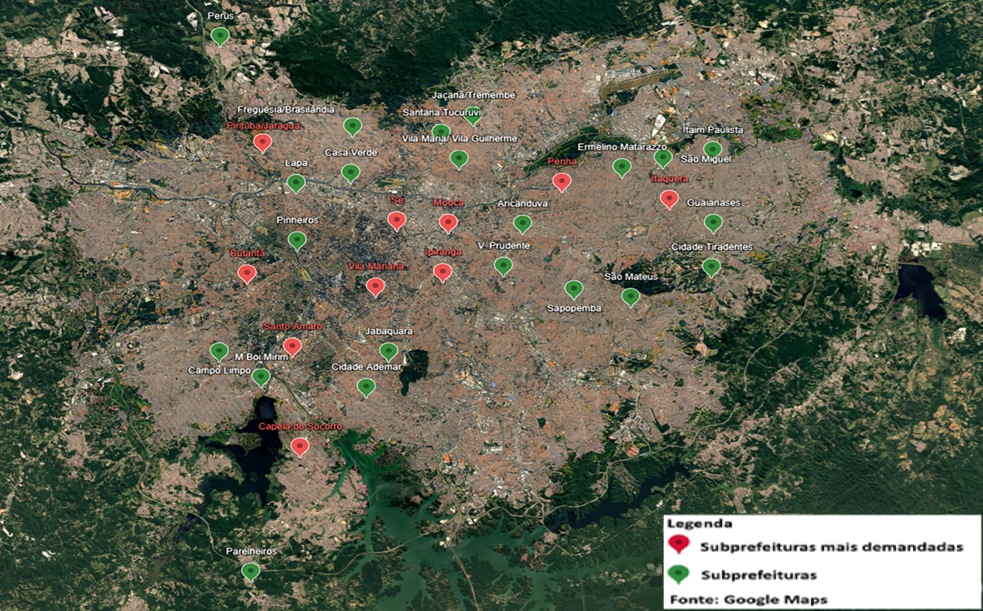 Perus
Jaçanã/Tremembé
Freguesia/Brasilândia
Santana Tucuruvi
Pirituba/Jaraguá
Itaim Paulista
Vila Maria/ Vila Guilherme
Ermelino Matarazzo
Casa Verde
São Miguel
Lapa
Penha
Itaquera
Sé
Mooca
Aricanduva
Guaianases
Pinheiros
V. Prudente
Cidade Tiradentes
Butantã
Ipiranga
Vila Mariana
São Mateus
Sapopemba
Santo Amaro
Jabaquara
M Boi Mirim
Cidade Ademar
Campo Limpo
Capela do Socorro
Parelheiros
Legenda
Subprefeituras mais demandadas
Subprefeituras
Fonte: Google Maps